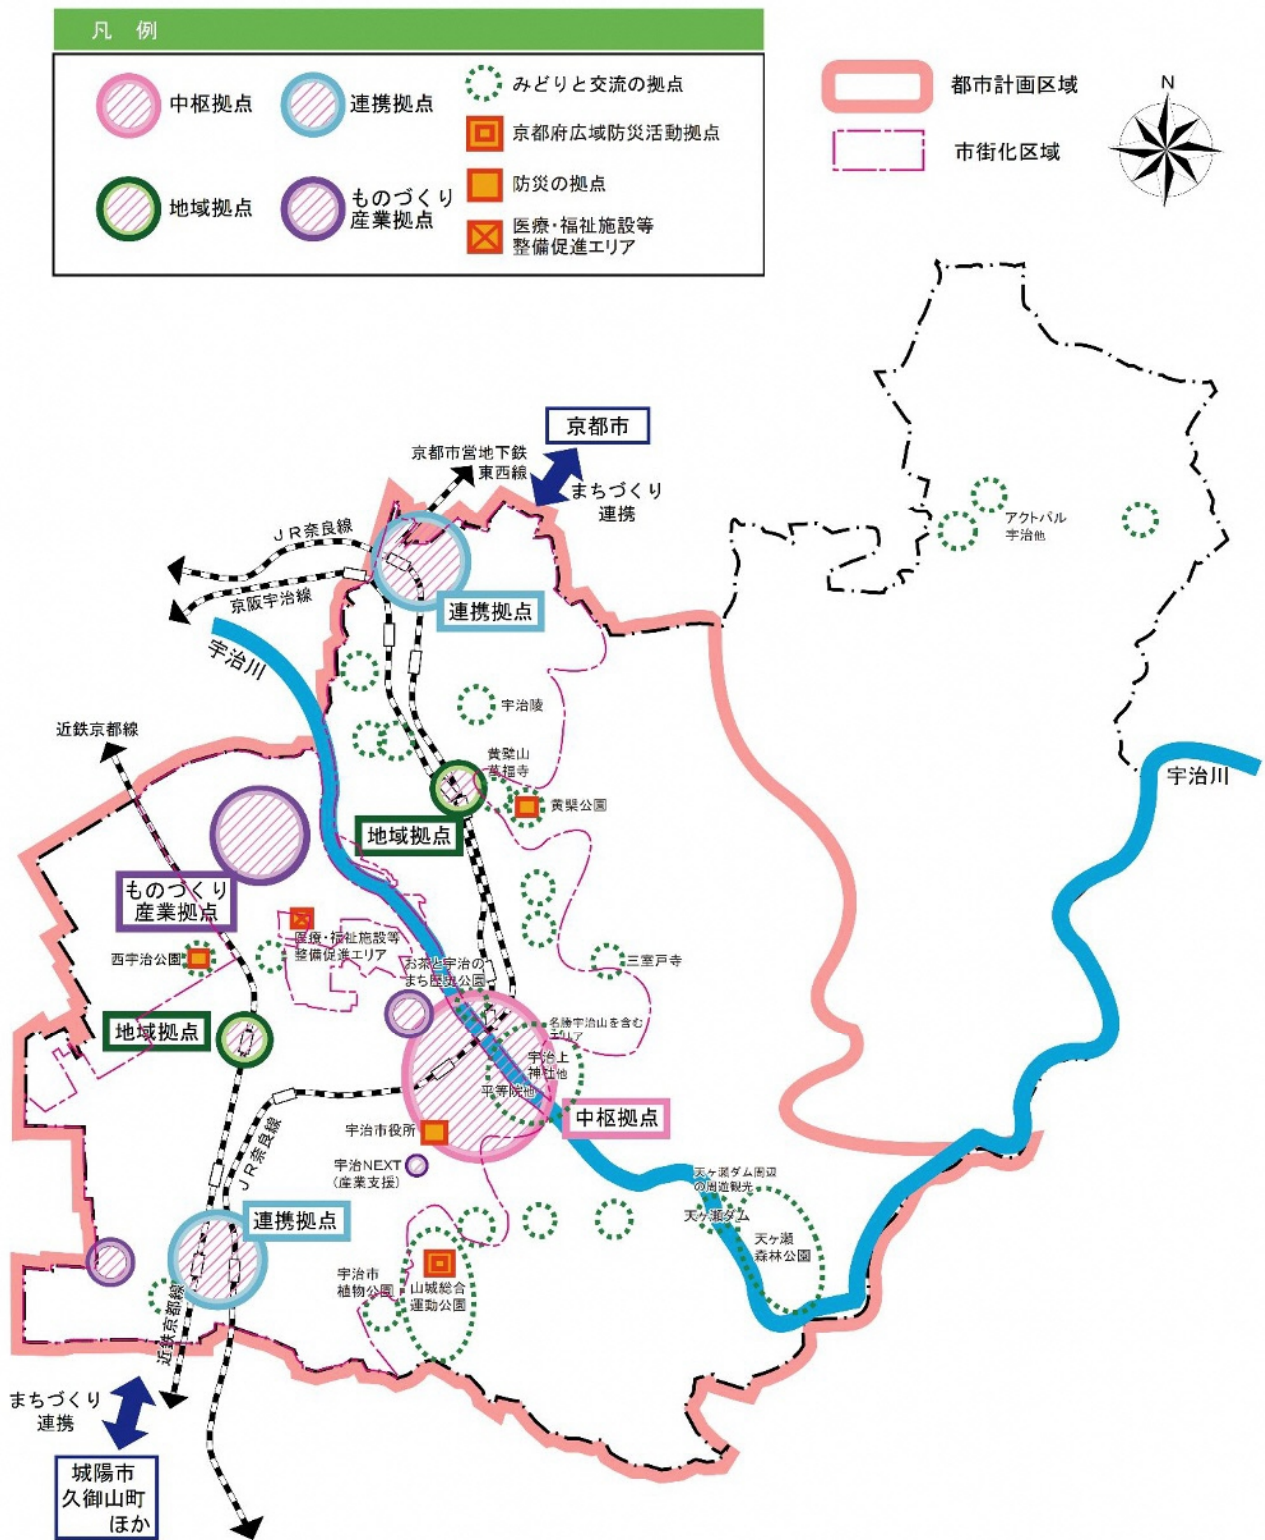 凡 例
中枢拠点
連携拠点
地域拠点
ものづくり
産業拠点
みどりと交流の拠点
京都府広域防災活動拠点
防災の拠点
医療・福祉施設等
整備促進エリア
都市計画区域
市街化区域
N
京都市
京都市営地下鉄
東西線
まちづくり
連携
JR奈良線
京阪宇治線
連携拠点
宇治川
アクトパル
宇治他
近鉄京都線
宇治陵
黄檗山
萬福寺
黄檗公園
地域拠点
宇治川
ものづくり
産業拠点
医療・福祉施設等
整備促進エリア
西宇治公園
お茶と宇治の
まち歴史公園
三室戸寺
地域拠点
名勝宇治山を含む
エリア
宇治上
神社他
平等院他
中枢拠点
宇治市役所
宇治NEXT
(産業支援)
JR奈良線
天ヶ瀬ダム周辺
の周遊観光
天ヶ瀬ダム
天ヶ瀬
森林公園
連携拠点
宇治市
植物公園
山城総合
運動公園
近鉄京都線
まちづくり
連携
城陽市
久御山町
ほか